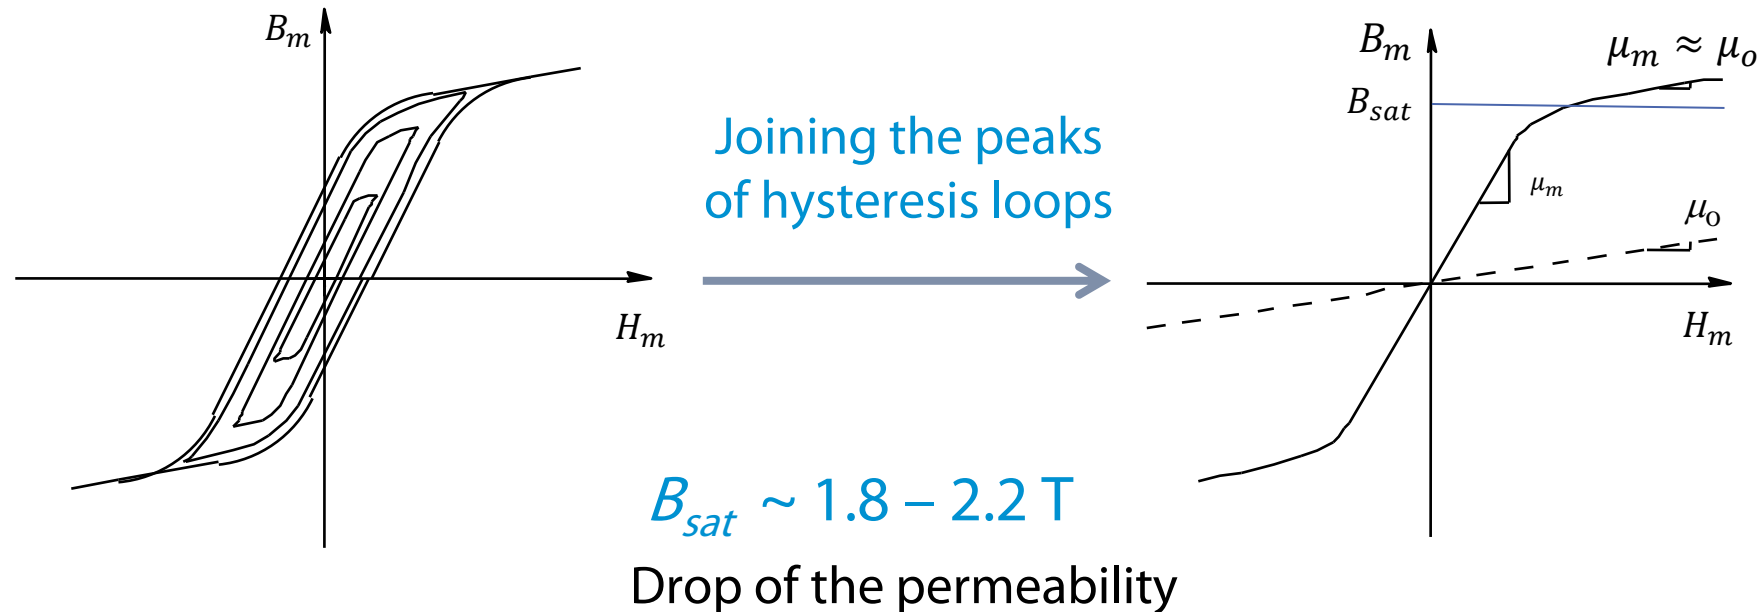 B_m
H_m
Joining the peaks
of hysteresis loops
B_sat ~ 1.8 – 2.2 T
Drop of the permeability
B_m
μ_m ≈ μ_o
B_sat
μ_m
μ_o
H_m